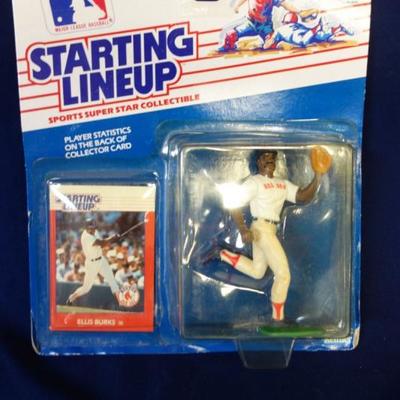 MAJOR LEAGUE BASEBALL
STARTING
LINEUP
SPORTS SUPER STAR COLLECTIBLE
PLAYER STATISTICS
ON THE BACK OF
COLLECTOR CARD
STARTING
LINEUP
RED SOX
ELLIS BURKS